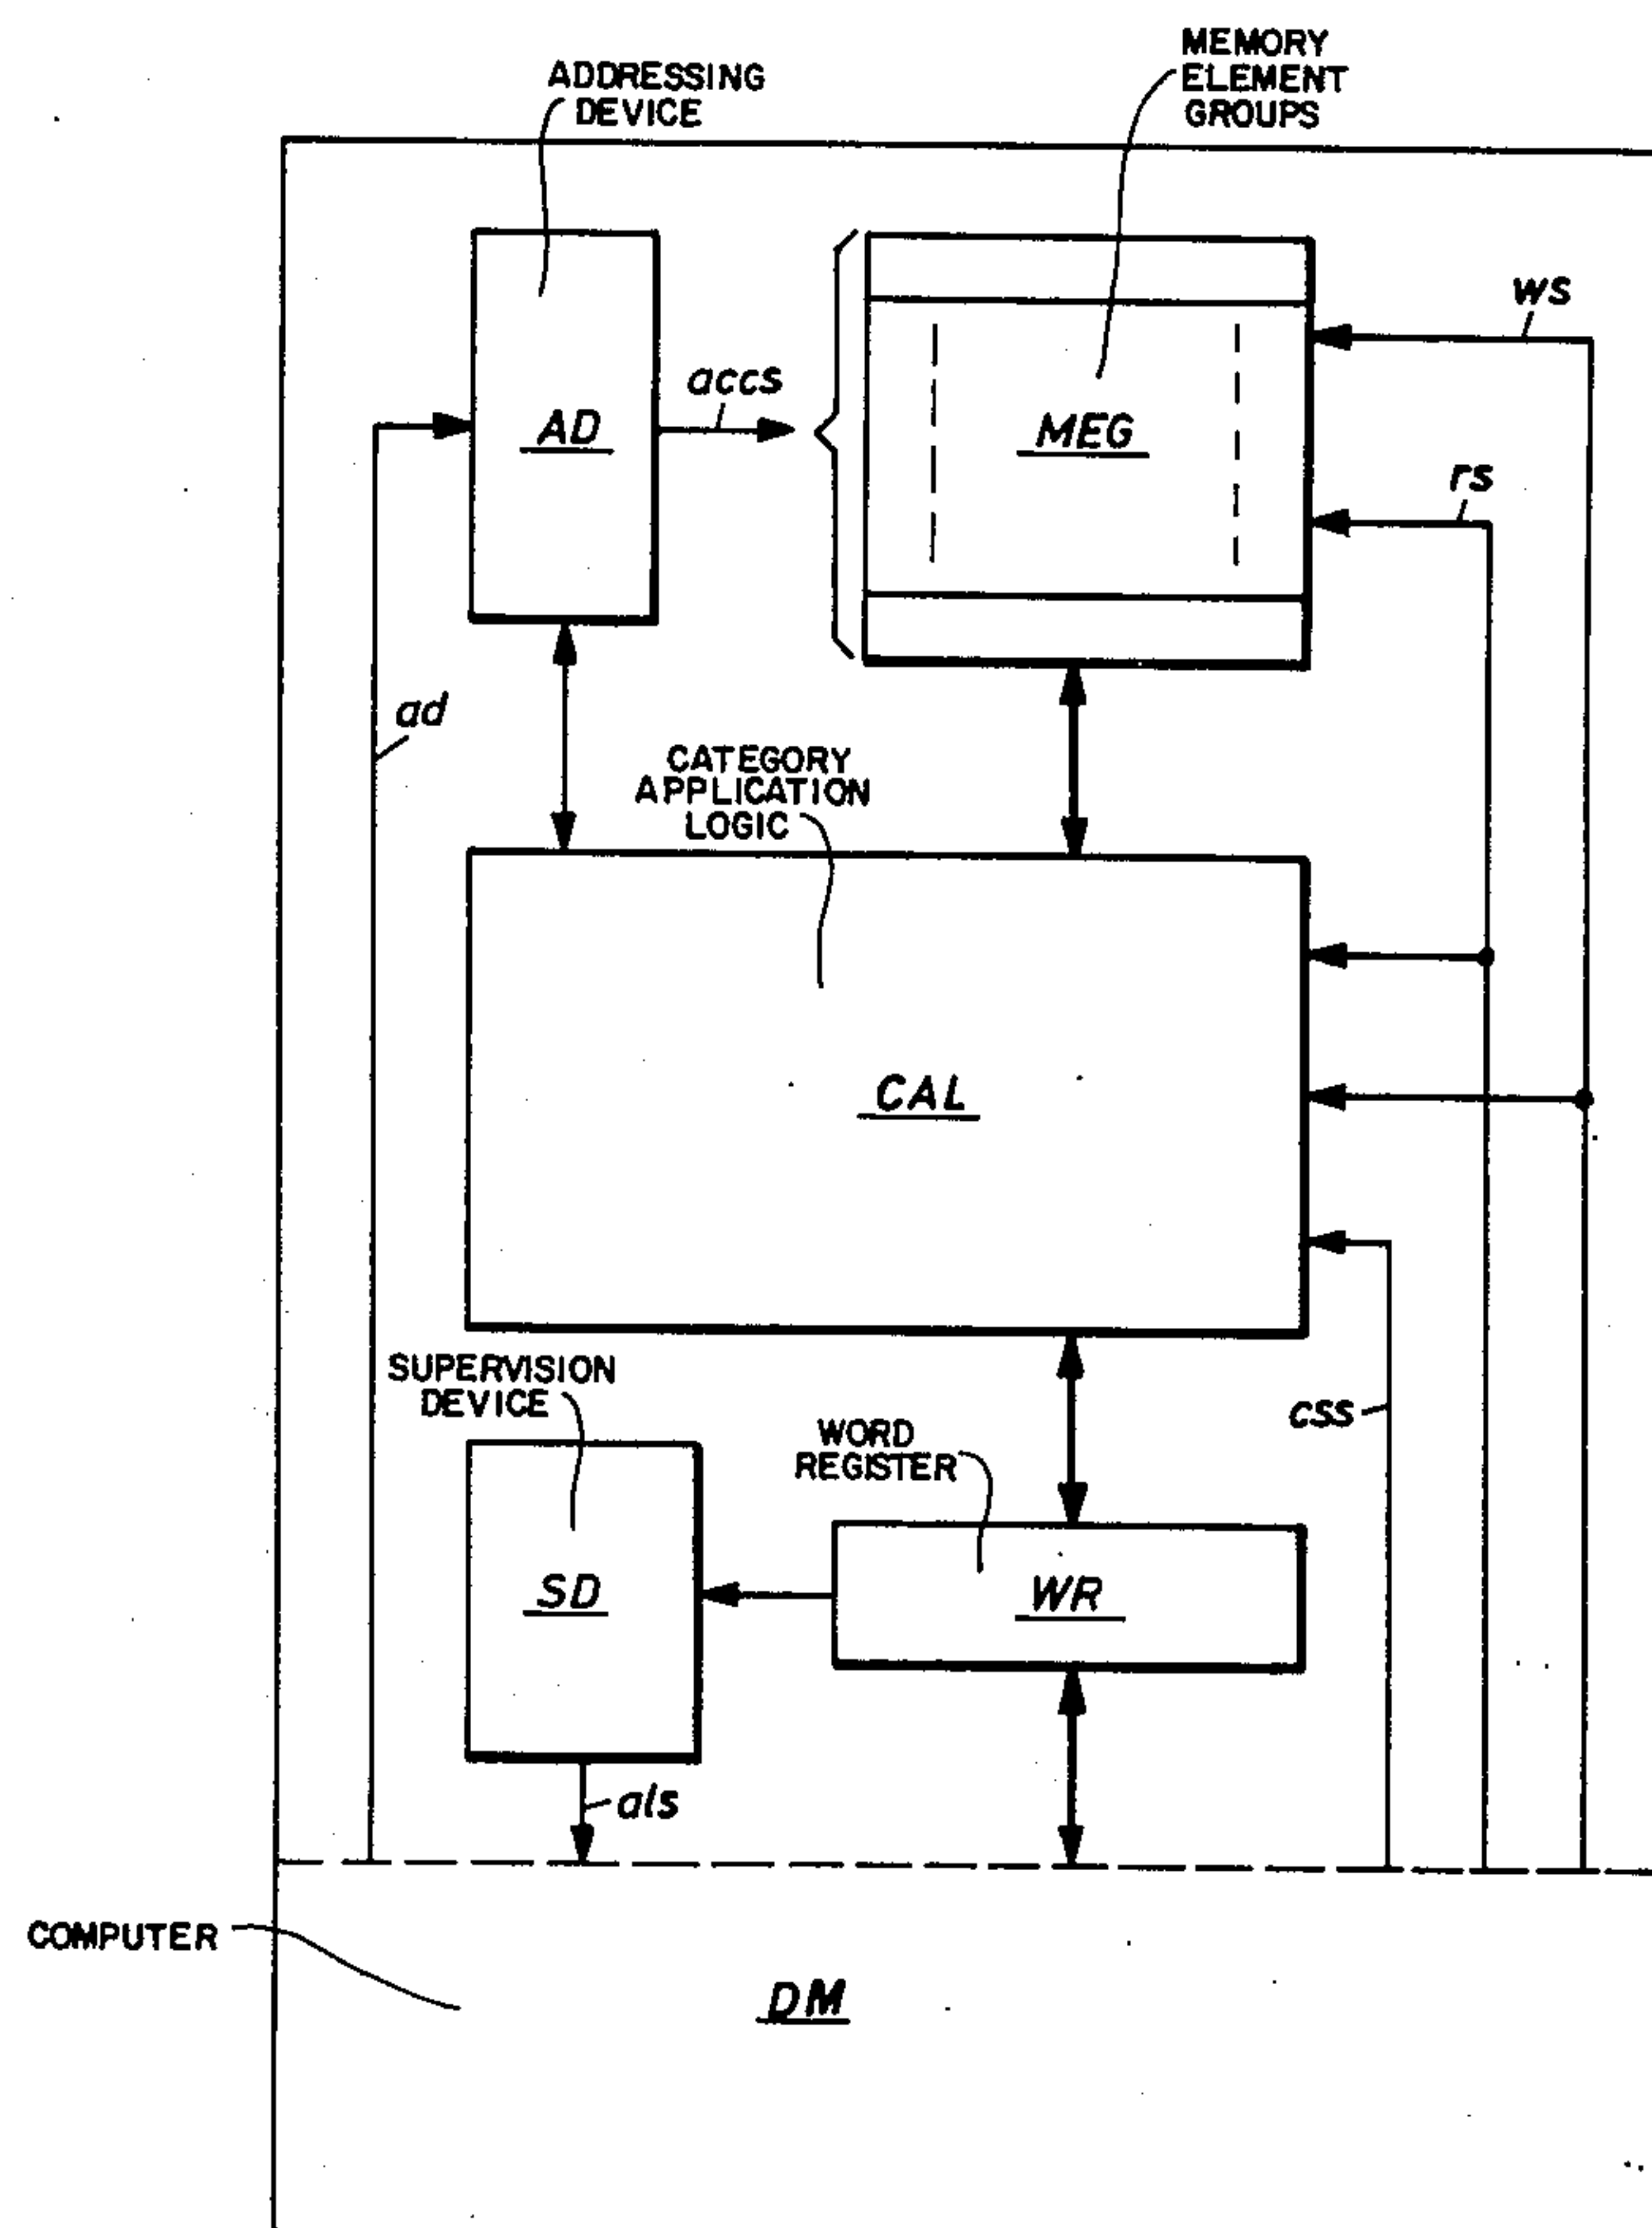 MEMORY
ELEMENT
GROUPS
ADDRESSING
DEVICE
ws
accs
AD
MEG
rs
ad
CATEGORY
APPLICATION
LOGIC
CAL
SUPERVISION
DEVICE
css
WORD
REGISTER
SD
WR
als
COMPUTER
DM